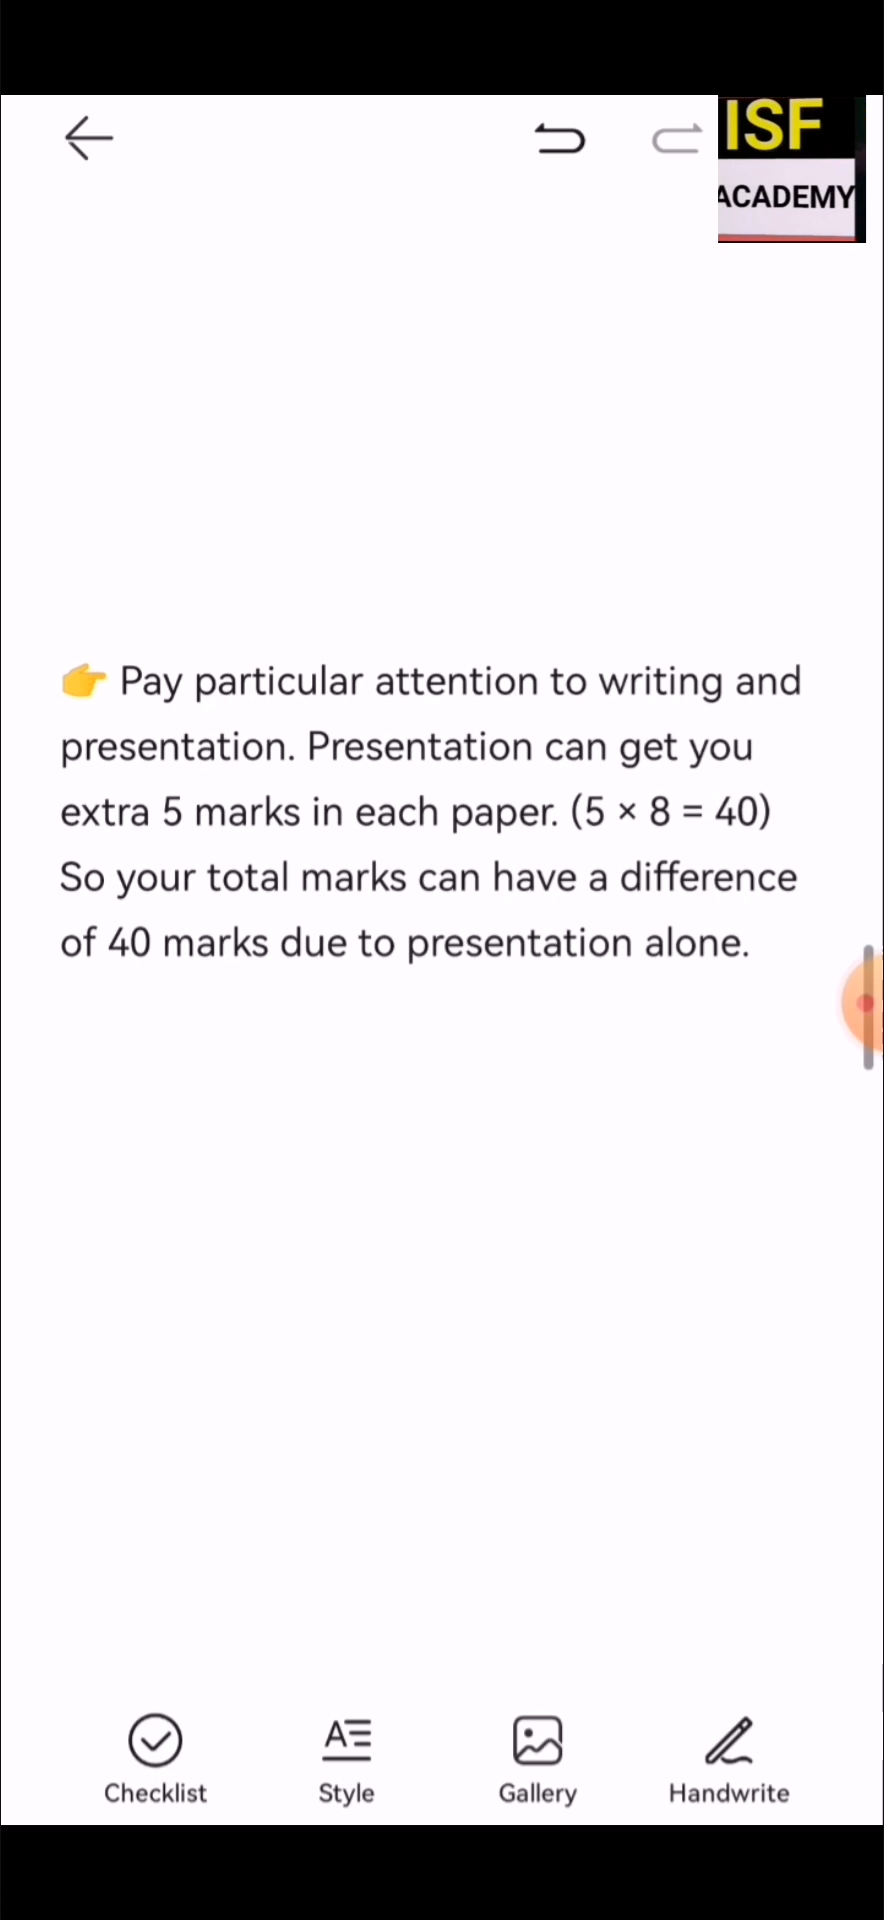 ISF
ACADEMY
👉 Pay particular attention to writing and
presentation. Presentation can get you
extra 5 marks in each paper. (5 × 8 = 40)
So your total marks can have a difference
of 40 marks due to presentation alone.
Checklist
Style
Gallery
Handwrite